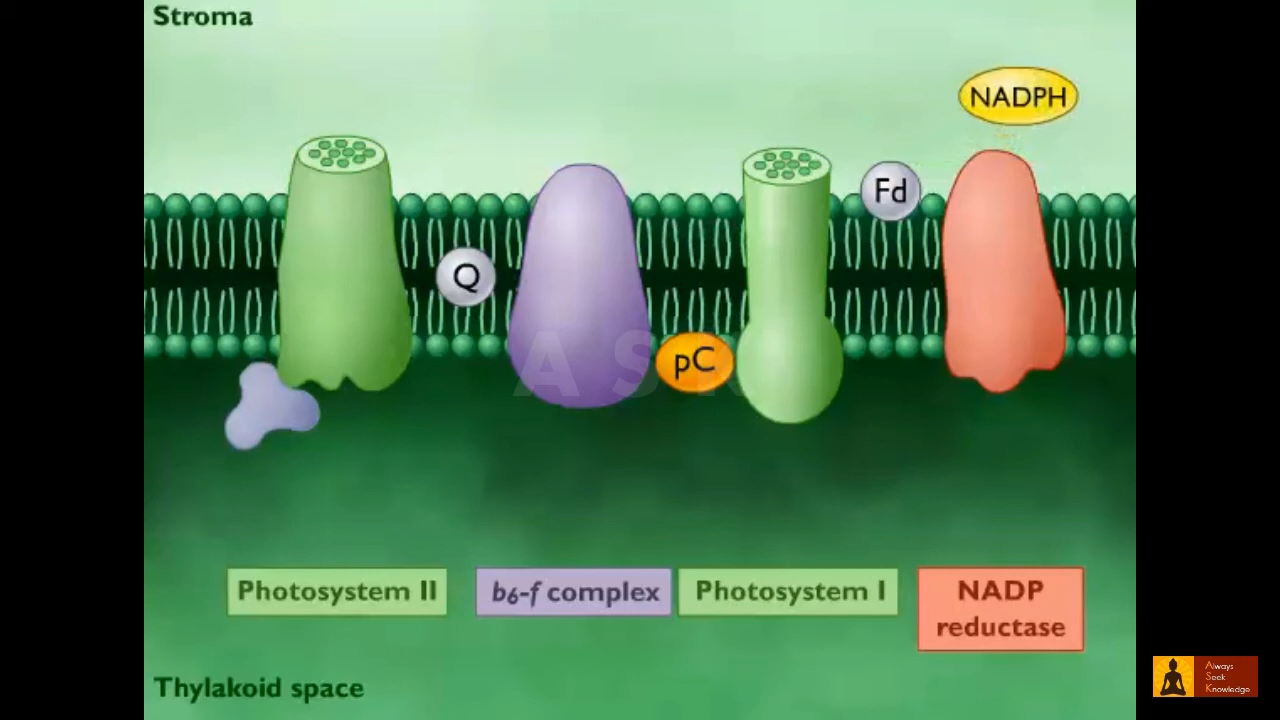 Stroma
NADPH
Fd
Q
pC
A S K
Photosystem II
b6-f complex
Photosystem I
NADP
reductase
Thylakoid space
Always
Seek
Knowledge